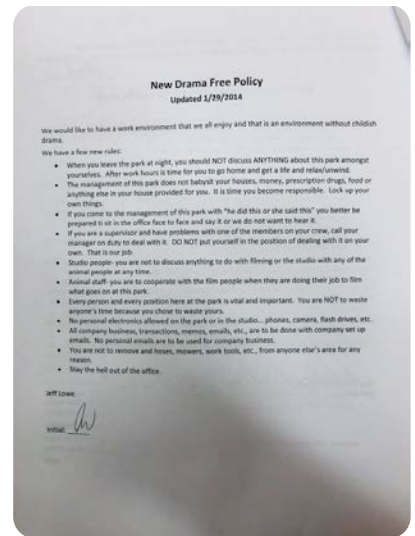 New Drama Free Policy
Updated 1/29/2014
We would like to have a work environment that we all enjoy and that is an environment without childish
drama.
We have a few new rules:
• When you leave the park at night, you should NOT discuss ANYTHING about this park amongst
yourselves. After work hours is time for you to go home and get a life and relax/unwind.
• The management of this park does not babysit your houses, money, prescription drugs, food or
anything else in your house provided for you. It is time you become responsible. Lock up your
own things.
• If you come to the management of this park with "he did this or she said this" you better be
prepared to sit in the office face to face and say it or we do not want to hear it.
• If you are a supervisor and have problems with one of the members on your crew, call your
manager on duty to deal with it. DO NOT put yourself in the position of dealing with it on your
own. That is our job.
• Studio people- you are not to discuss anything to do with filming or the studio with any of the
animal people at any time.
• Animal staff- you are to cooperate with the film people when they are doing their job to film
what goes on at this park.
• Every person and every position here at the park is vital and important. You are NOT to waste
anyone's time because you chose to waste yours.
• No personal electronics allowed on the park or in the studio... phones, camera, flash drives, etc.
• All company business, transactions, memos, emails, etc., are to be done with company set up
emails. No personal emails are to be used for company business.
• You are not to remove and hoses, mowers, work tools, etc., from anyone else's area for any
reason.
• Stay the hell out of the office.
Jeff Lowe
Initial: